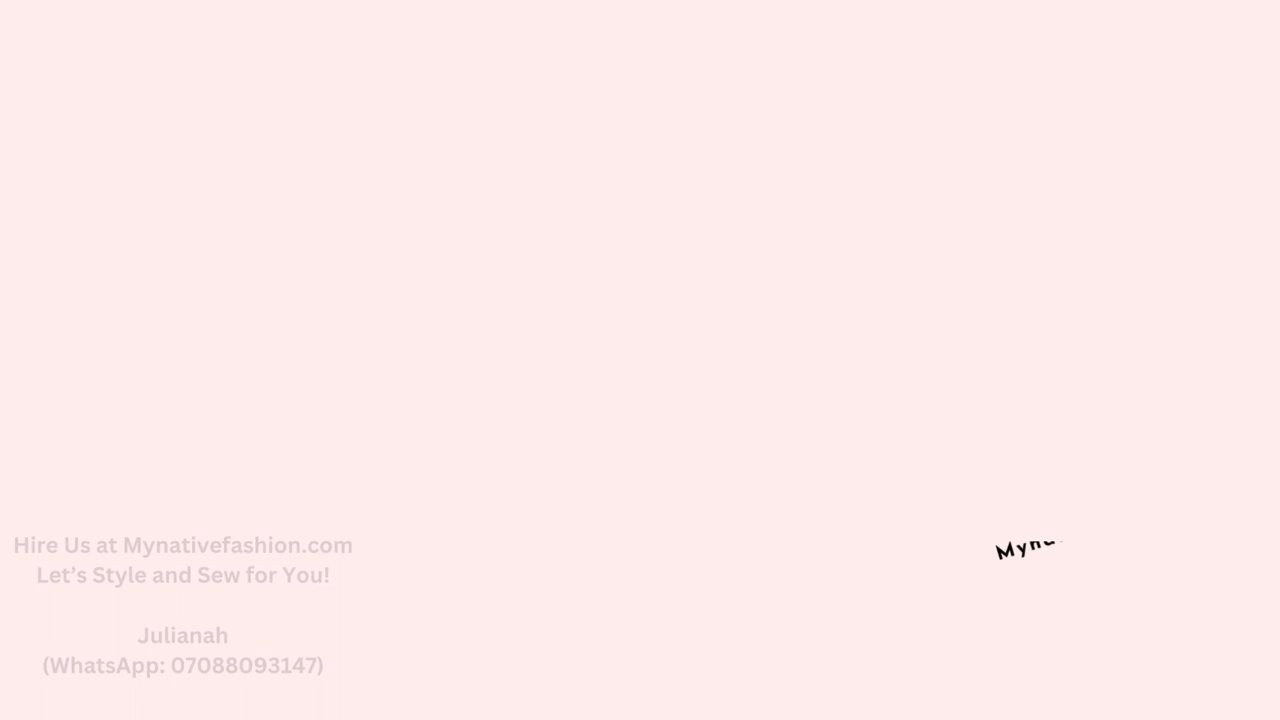 Hire Us at Mynativefashion.com
Let’s Style and Sew for You!
Julianah
(WhatsApp: 07088093147)